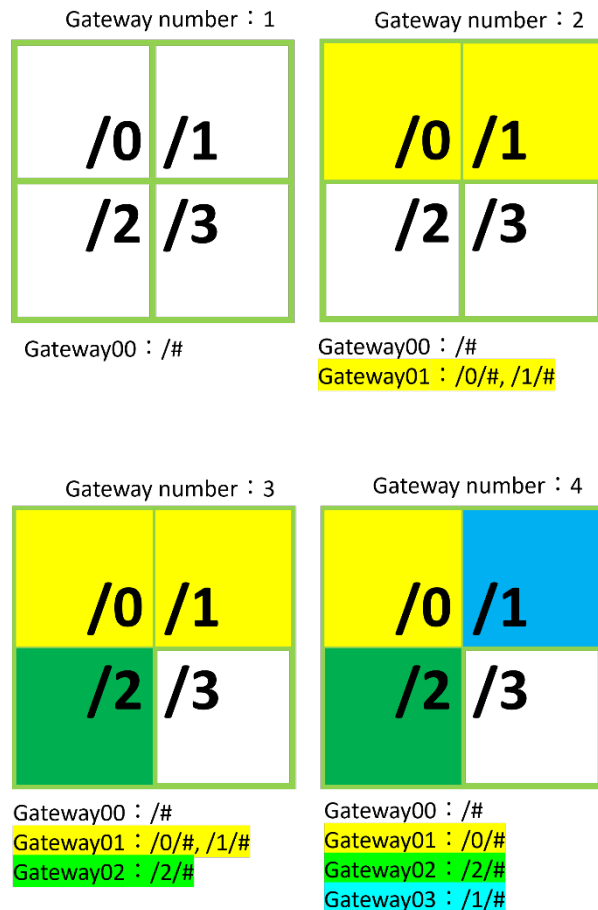 Gateway number：1
/0 /1
/2 /3
Gateway00：/#
Gateway number：2
/0 /1
/2 /3
Gateway00：/#
Gateway01：/0/#, /1/#
Gateway number：3
/0 /1
/2 /3
Gateway00：/#
Gateway01：/0/#, /1/#
Gateway02：/2/#
Gateway number：4
/0 /1
/2 /3
Gateway00：/#
Gateway01：/0/#
Gateway02：/2/#
Gateway03：/1/#